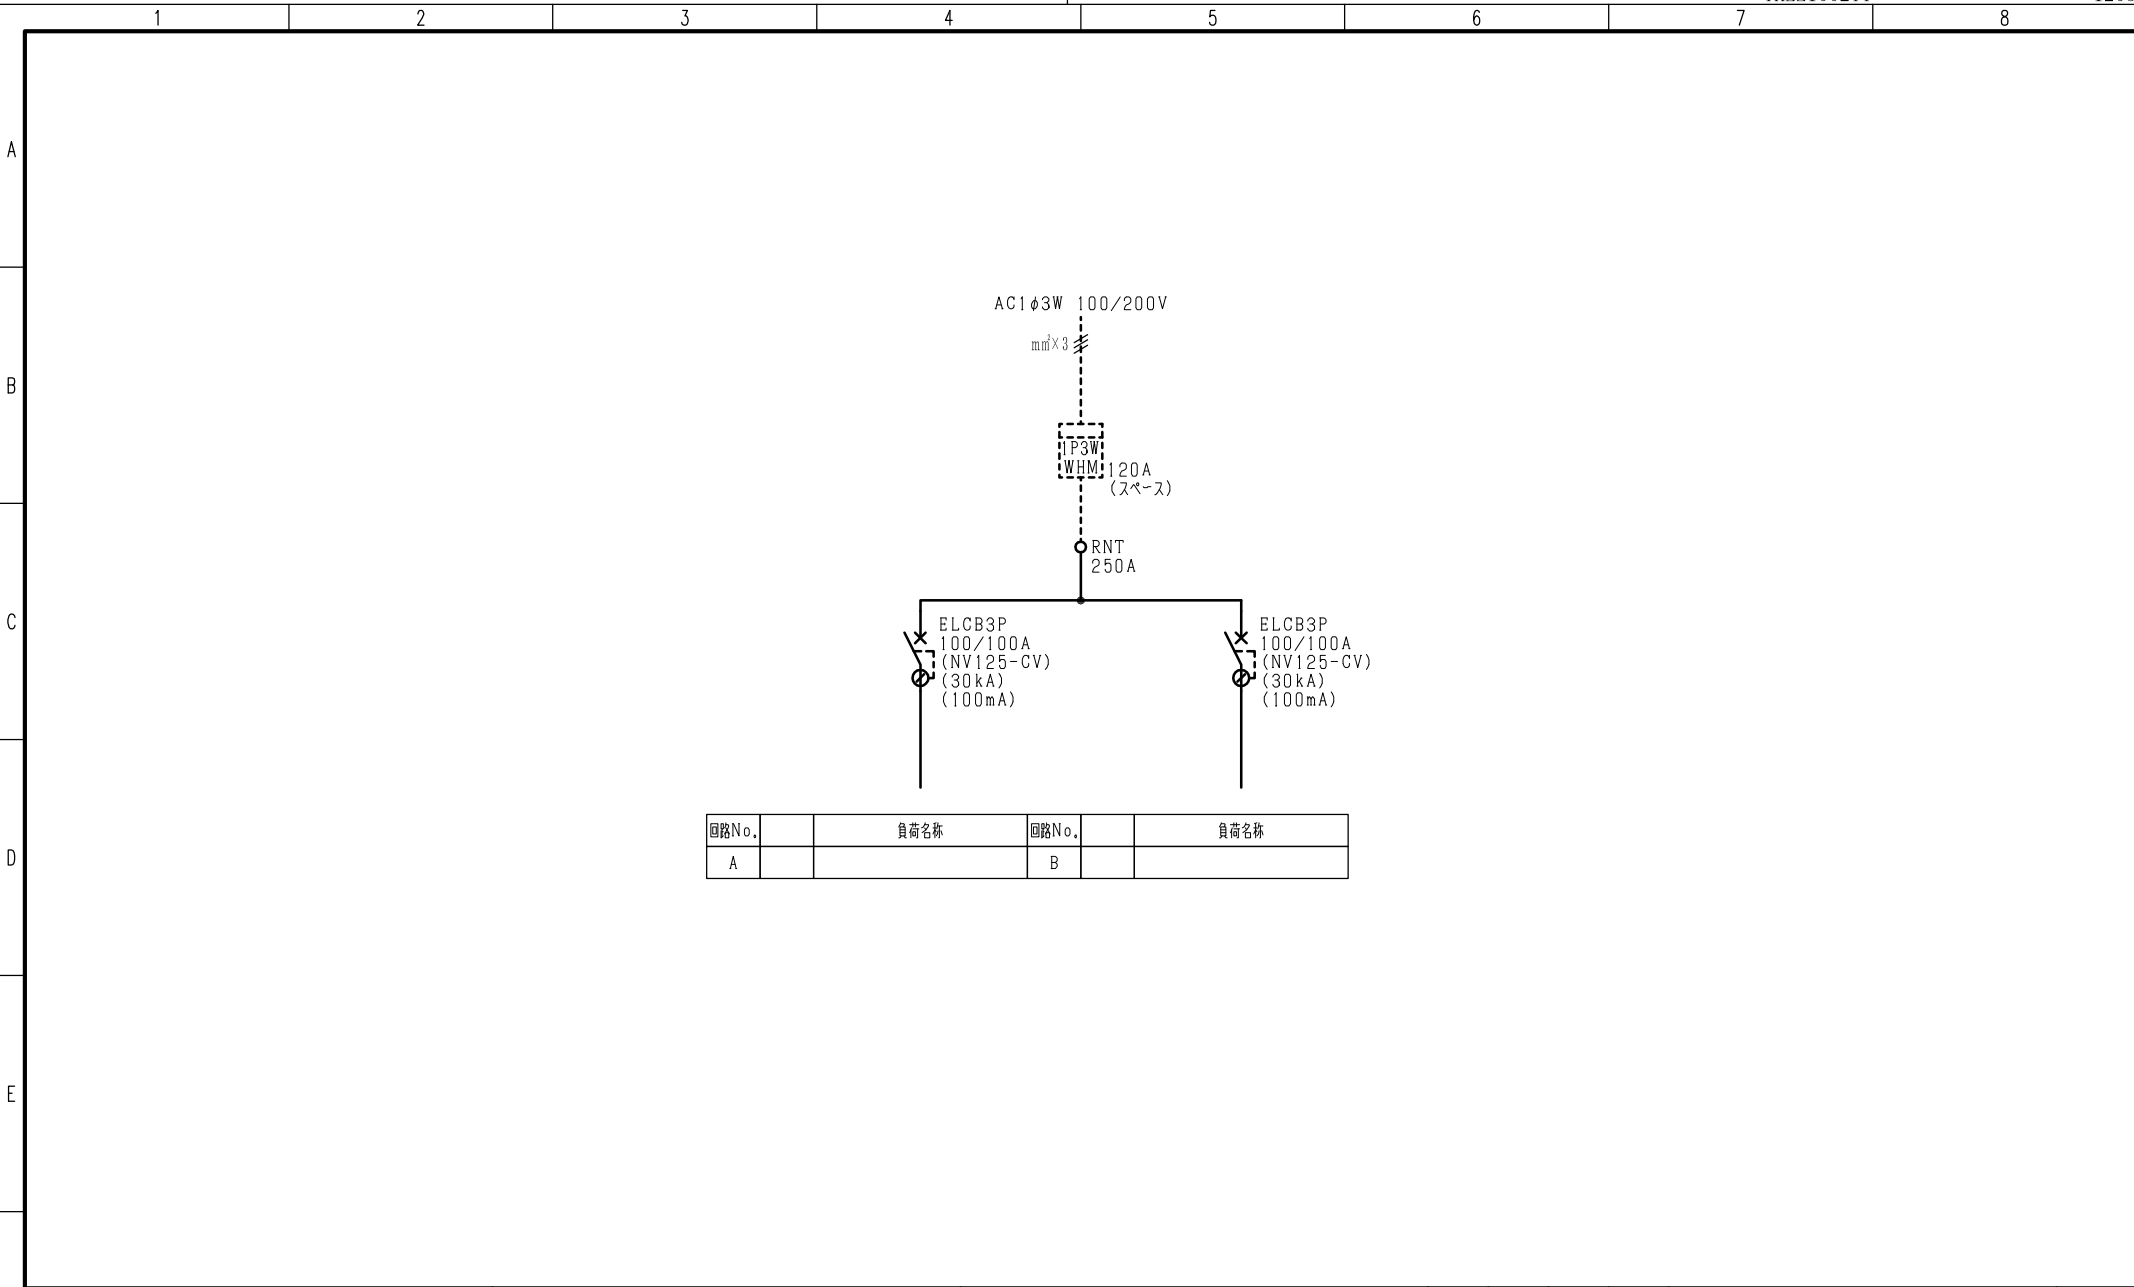 1 2 3 4 5 6 7 8
A
B
C
D
E
AC1φ3W 100/200V
mm²×3
1P3W
WHM
120A
(スペース)
RNT
250A
ELCB3P
100/100A
(NV125-CV)
(30kA)
(100mA)
ELCB3P
100/100A
(NV125-CV)
(30kA)
(100mA)
回路No. 負荷名称 回路No. 負荷名称
A B